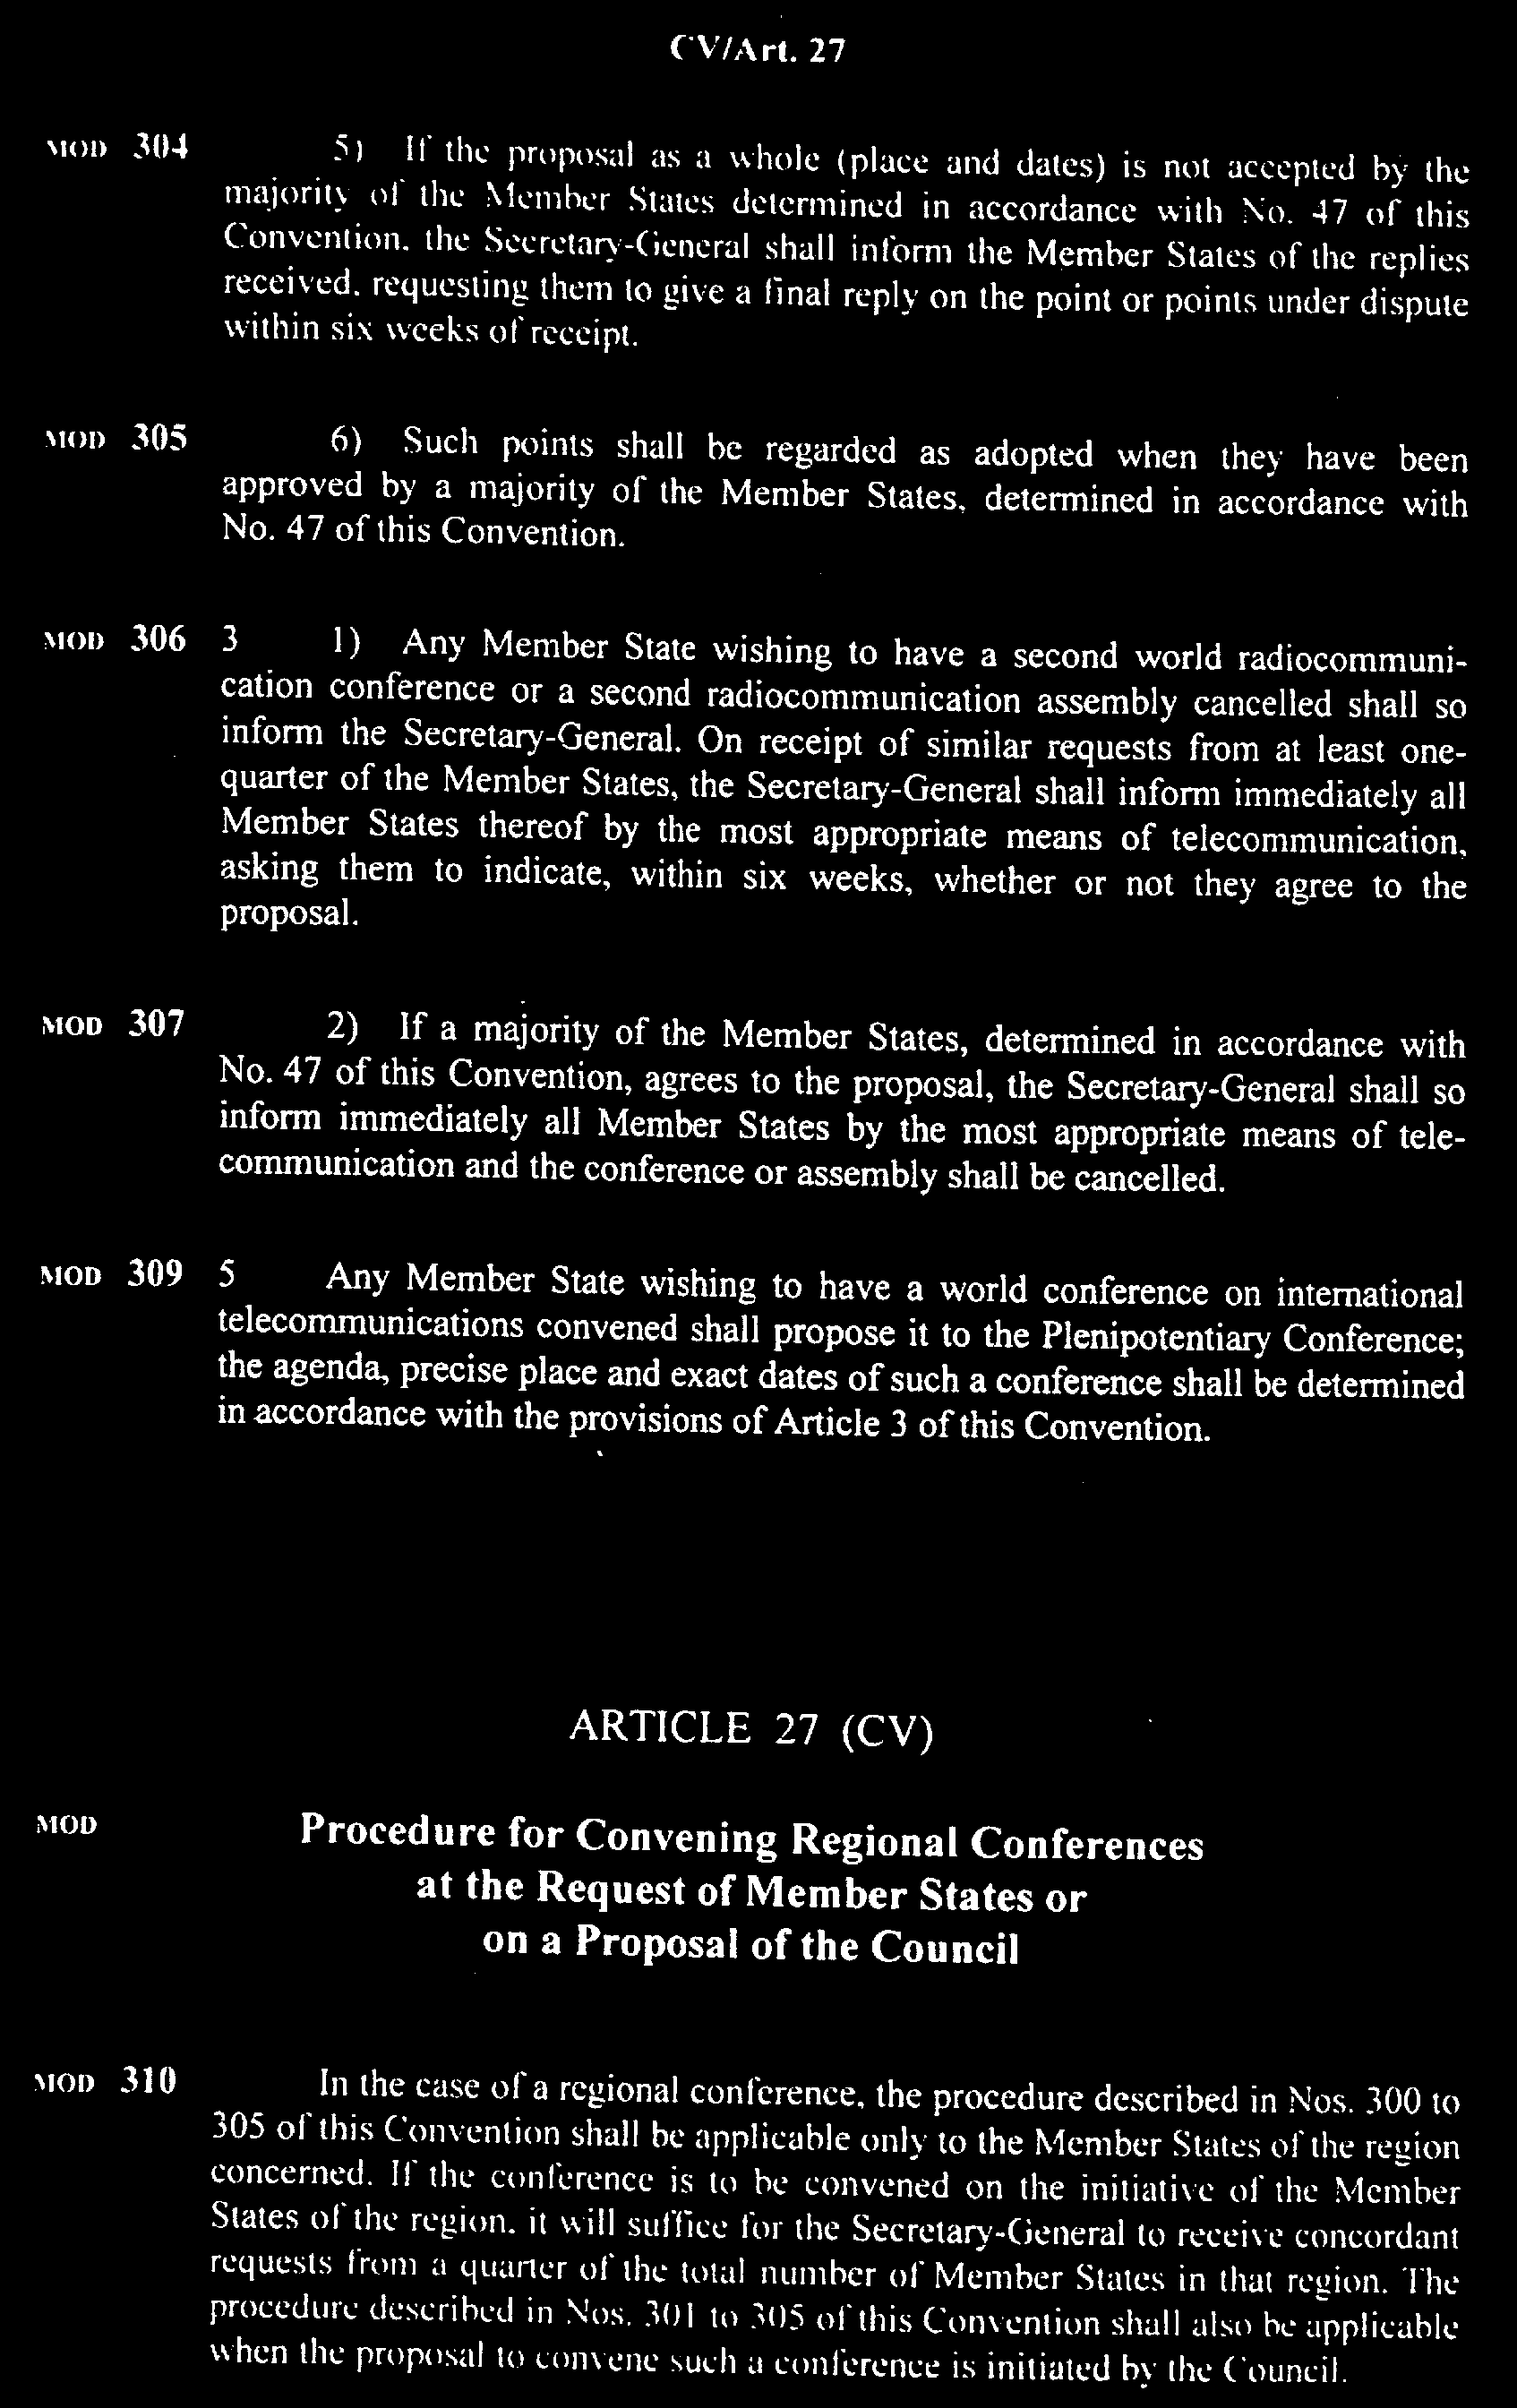 CV/Art. 27
MOD 304 5) If the proposal as a whole (place and dates) is not accepted by the
majority of the Member States determined in accordance with No. 47 of this
Convention, the Secretary-General shall inform the Member States of the replies
received, requesting them to give a final reply on the point or points under dispute
within six weeks of receipt.
MOD 305 6) Such points shall be regarded as adopted when they have been
approved by a majority of the Member States, determined in accordance with
No. 47 of this Convention.
MOD 306 3 1) Any Member State wishing to have a second world radiocommuni-
cation conference or a second radiocommunication assembly cancelled shall so
inform the Secretary-General. On receipt of similar requests from at least one-
quarter of the Member States, the Secretary-General shall inform immediately all
Member States thereof by the most appropriate means of telecommunication,
asking them to indicate, within six weeks, whether or not they agree to the
proposal.
MOD 307 2) If a majority of the Member States, determined in accordance with
No. 47 of this Convention, agrees to the proposal, the Secretary-General shall so
inform immediately all Member States by the most appropriate means of tele-
communication and the conference or assembly shall be cancelled.
MOD 309 5 Any Member State wishing to have a world conference on international
telecommunications convened shall propose it to the Plenipotentiary Conference;
the agenda, precise place and exact dates of such a conference shall be determined
in accordance with the provisions of Article 3 of this Convention.
ARTICLE 27 (CV)
MOD Procedure for Convening Regional Conferences
at the Request of Member States or
on a Proposal of the Council
MOD 310 In the case of a regional conference, the procedure described in Nos. 300 to
305 of this Convention shall be applicable only to the Member States of the region
concerned. If the conference is to be convened on the initiative of the Member
States of the region, it will suffice for the Secretary-General to receive concordant
requests from a quarter of the total number of Member States in that region. The
procedure described in Nos. 301 to 305 of this Convention shall also be applicable
when the proposal to convene such a conference is initiated by the Council.